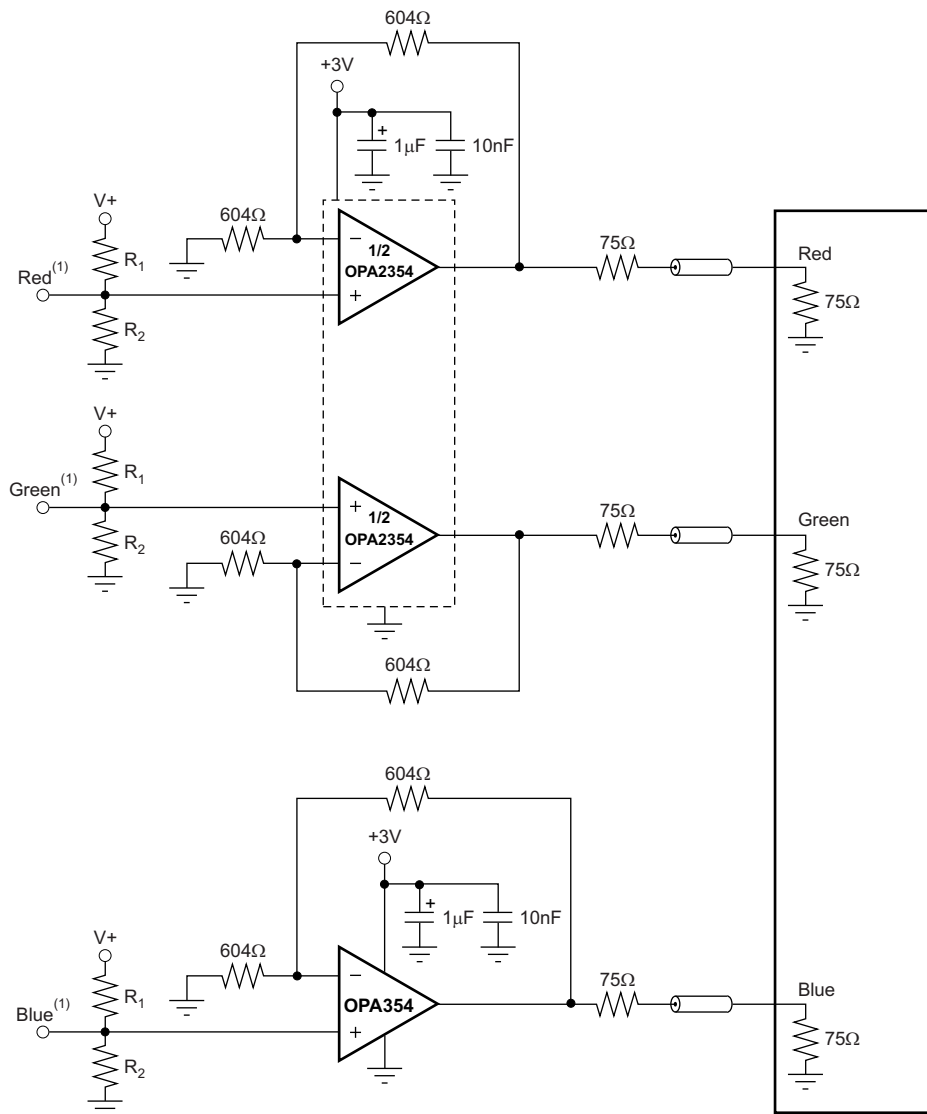 604Ω
+3V
+
1μF
10nF
V+
604Ω
R1
Red(1)
−
1/2
OPA2354
+
75Ω
Red
75Ω
R2
V+
R1
Green(1)
+
1/2
OPA2354
−
R2
604Ω
75Ω
Green
75Ω
604Ω
604Ω
+3V
+
1μF
10nF
V+
604Ω
R1
Blue(1)
−
OPA354
+
75Ω
Blue
75Ω
R2